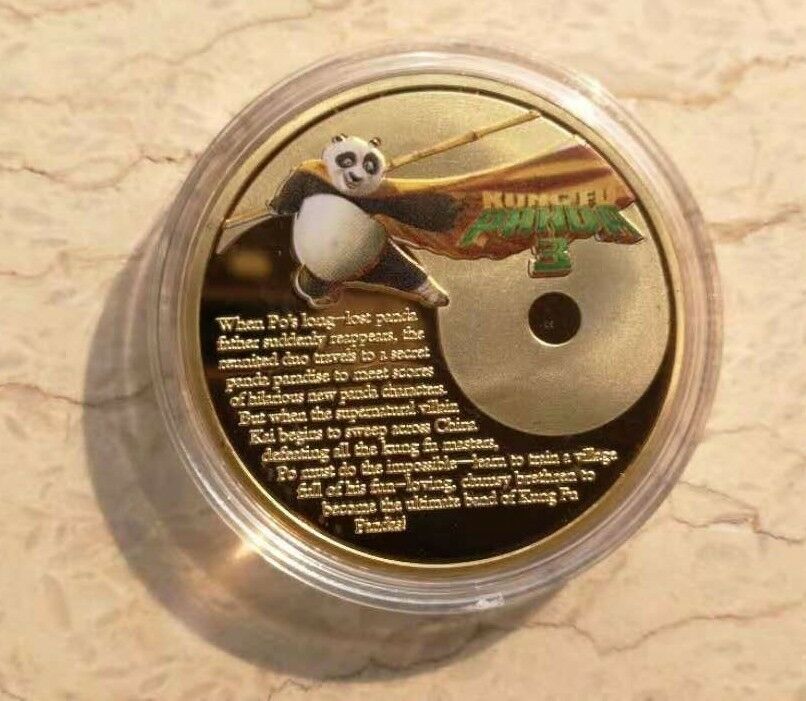 KUNG FU
PANDA
3
When Po's long-lost panda
father suddenly reappears, the
reunited duo travels to a secret
panda paradise to meet scores
of hilarious new panda characters.
But when the supernatural villain
Kai begins to sweep across China
defeating all the kung fu masters,
Po must do the impossible—learn to train a village
full of his fun-loving, clumsy brethren to
become the ultimate band of Kung Fu
Pandas!